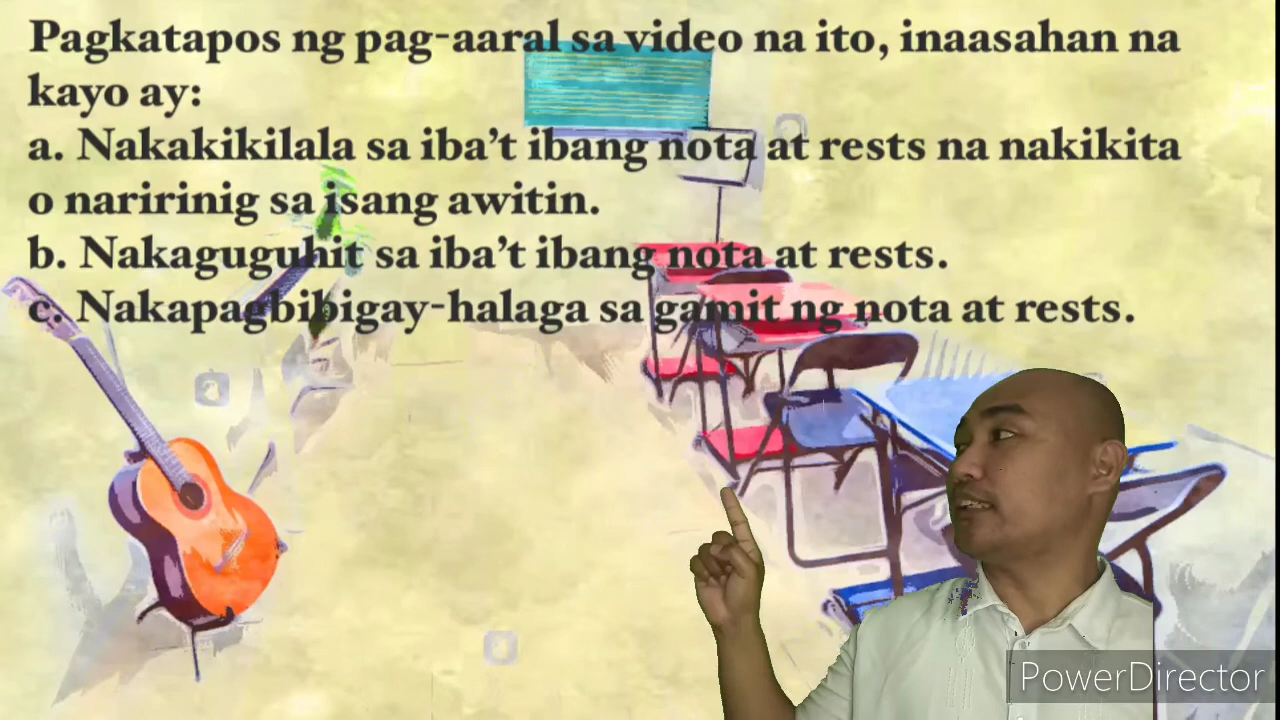 Pagkatapos ng pag-aaral sa video na ito, inaasahan na
kayo ay:
a. Nakakikilala sa iba’t ibang nota at rests na nakikita
o naririnig sa isang awitin.
b. Nakaguguhit sa iba’t ibang nota at rests.
c. Nakapagbibigay-halaga sa gamit ng nota at rests.
PowerDirector